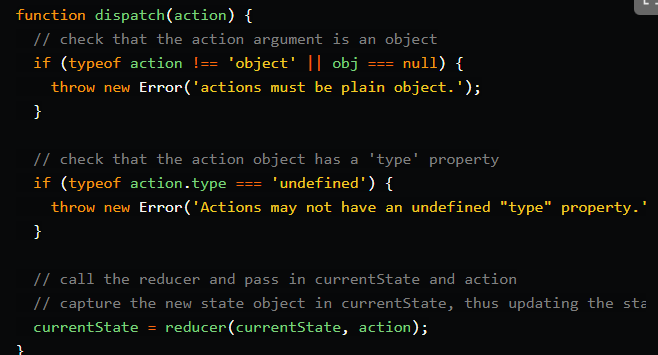 function dispatch(action) {
  // check that the action argument is an object
  if (typeof action !== 'object' || obj === null) {
    throw new Error('actions must be plain object.');
  }

  // check that the action object has a 'type' property
  if (typeof action.type === 'undefined') {
    throw new Error('Actions may not have an undefined "type" property.'
  }

  // call the reducer and pass in currentState and action
  // capture the new state object in currentState, thus updating the
  currentState = reducer(currentState, action);
}